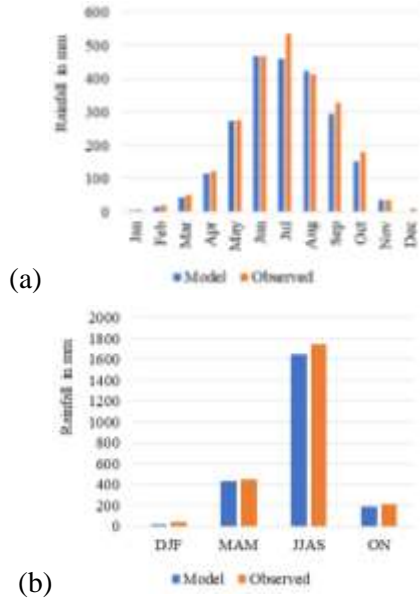 Rainfall in mm
600
500
400
300
200
100
0
Jan Feb Mar Apr May Jun Jul Aug Sep Oct Nov Dec
Model Observed
(a)
Rainfall in mm
2000
1800
1600
1400
1200
1000
800
600
400
200
0
DJF MAM JJAS ON
Model Observed
(b)